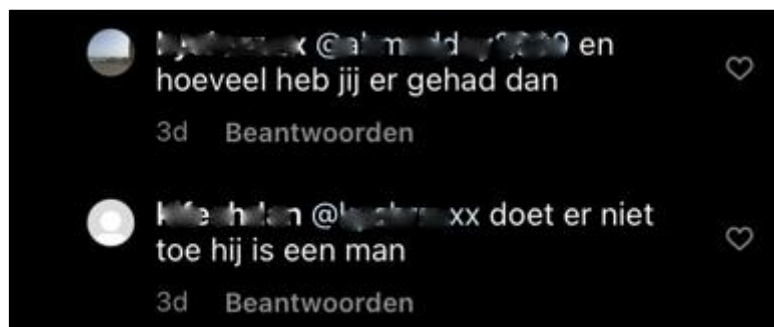 en
hoeveel heb jij er gehad dan
3d Beantwoorden
doet er niet
toe hij is een man
3d Beantwoorden